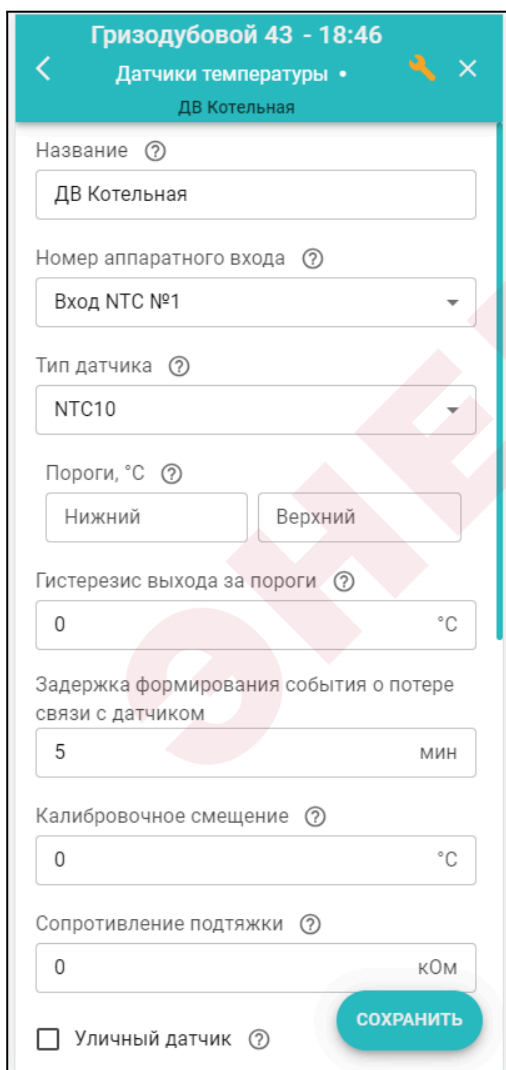 Гризодубовой 43 - 18:46
Датчики температуры •
ДВ Котельная
Название
ДВ Котельная
Номер аппаратного входа
Вход NTC №1
Тип датчика
NTC10
Пороги, °C
Нижний Верхний
Гистерезис выхода за пороги
0 °C
Задержка формирования события о потере
связи с датчиком
5 мин
Калибровочное смещение
0 °C
Сопротивление подтяжки
0 кОм
СОХРАНИТЬ
Уличный датчик
ЭНЕ